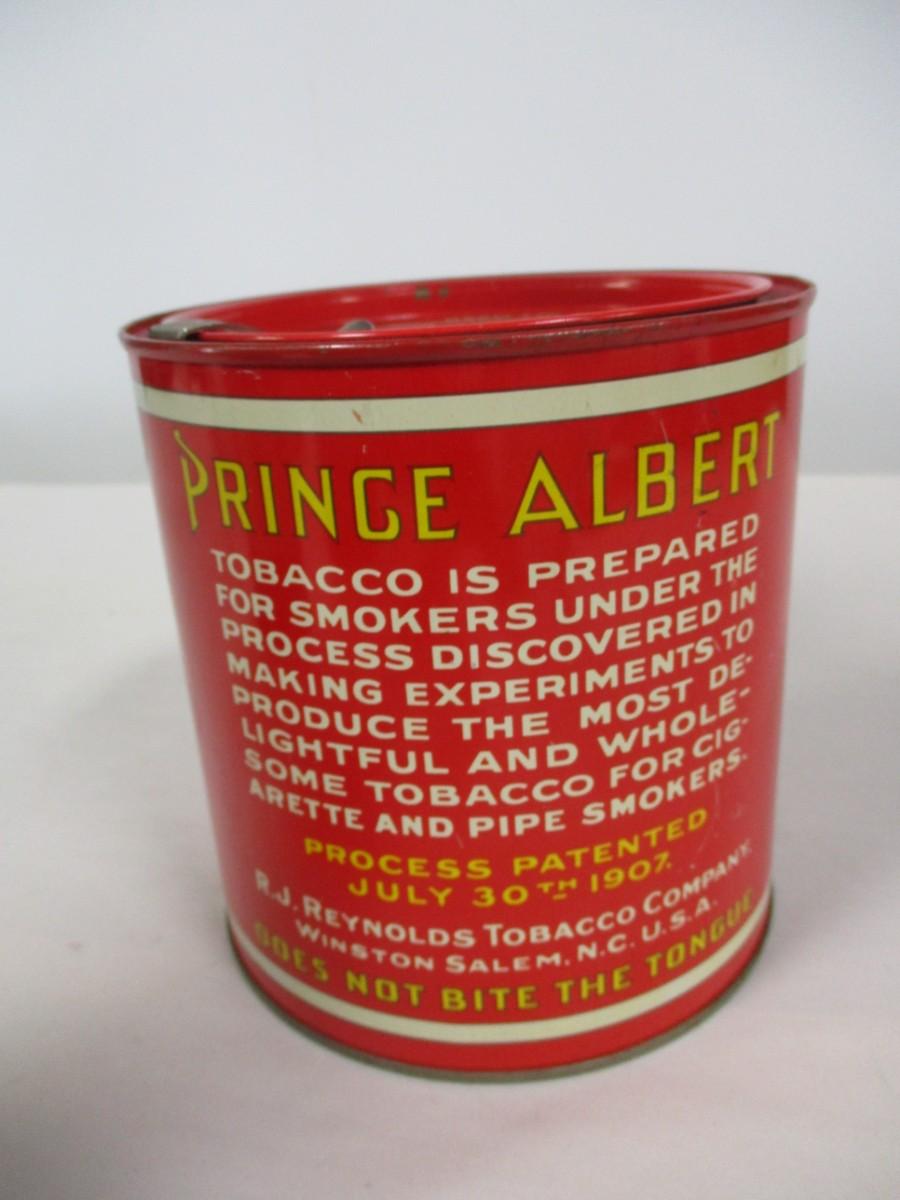 PRINCE ALBERT
TOBACCO IS PREPARED
FOR SMOKERS UNDER THE
PROCESS DISCOVERED IN
MAKING EXPERIMENTS TO
PRODUCE THE MOST DE-
LIGHTFUL AND WHOLE-
SOME TOBACCO FOR CIG-
ARETTE AND PIPE SMOKERS.
PROCESS PATENTED
JULY 30TH 1907.
R.J. REYNOLDS TOBACCO COMPANY.
WINSTON SALEM, N.C. U.S.A.
DOES NOT BITE THE TONGUE